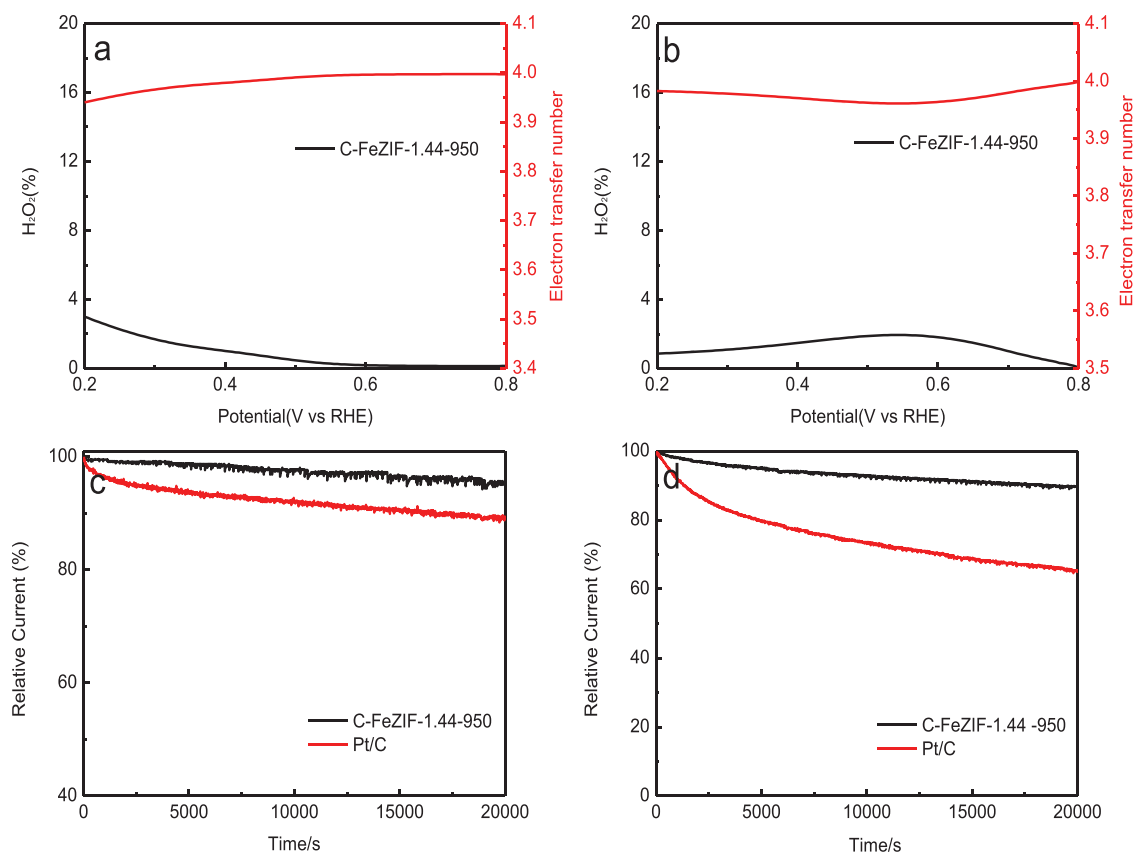 a
20
16
12
8
4
0
H₂O₂(%)
0.2
0.4
0.6
0.8
Potential(V vs RHE)
4.1
4.0
3.9
3.8
3.7
3.6
3.5
3.4
Electron transfer number
C-FeZIF-1.44-950
b
20
16
12
8
4
0
H₂O₂(%)
0.2
0.4
0.6
0.8
Potential(V vs RHE)
4.1
4.0
3.9
3.8
3.7
3.6
3.5
Electron transfer number
C-FeZIF-1.44-950
c
100
80
60
40
Relative Current (%)
0
5000
10000
15000
20000
Time/s
C-FeZIF-1.44-950
Pt/C
d
100
80
60
40
20
0
Relative Current (%)
0
5000
10000
15000
20000
Time/s
C-FeZIF-1.44 -950
Pt/C